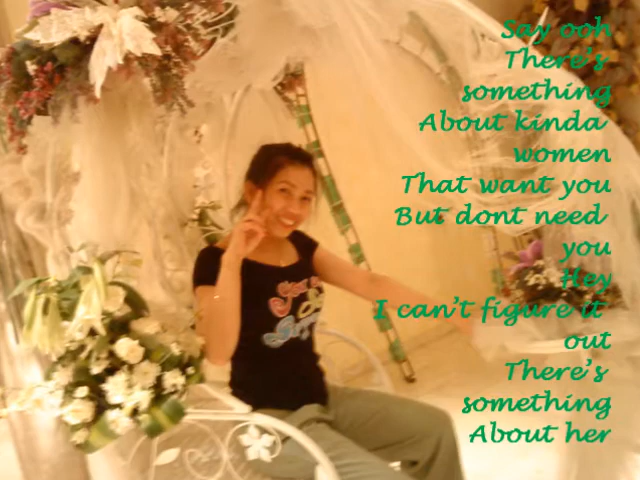 Say ooh
There's
something
About kinda
women
That want you
But dont need
you
Hey
I can't figure it
out
There's
something
About her